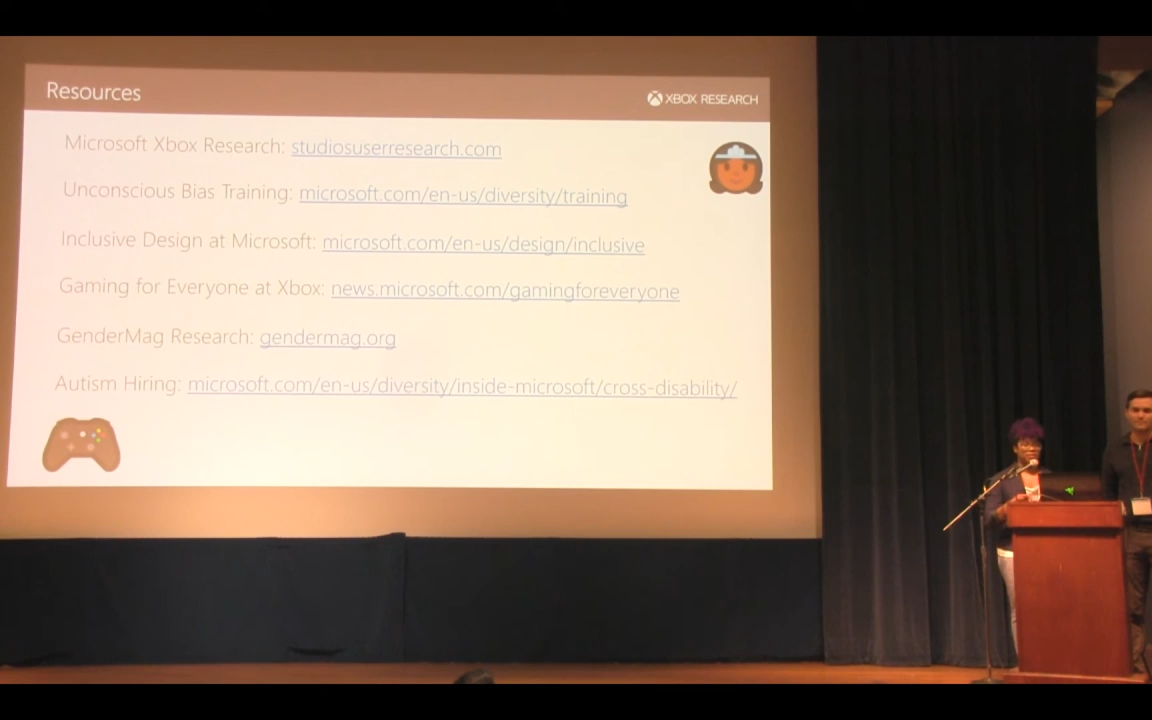 Resources
XBOX RESEARCH
Microsoft Xbox Research: studiosuserresearch.com
Unconscious Bias Training: microsoft.com/en-us/diversity/training
Inclusive Design at Microsoft: microsoft.com/en-us/design/inclusive
Gaming for Everyone at Xbox: news.microsoft.com/gamingforeveryone
GenderMag Research: gendermag.org
Autism Hiring: microsoft.com/en-us/diversity/inside-microsoft/cross-disability/